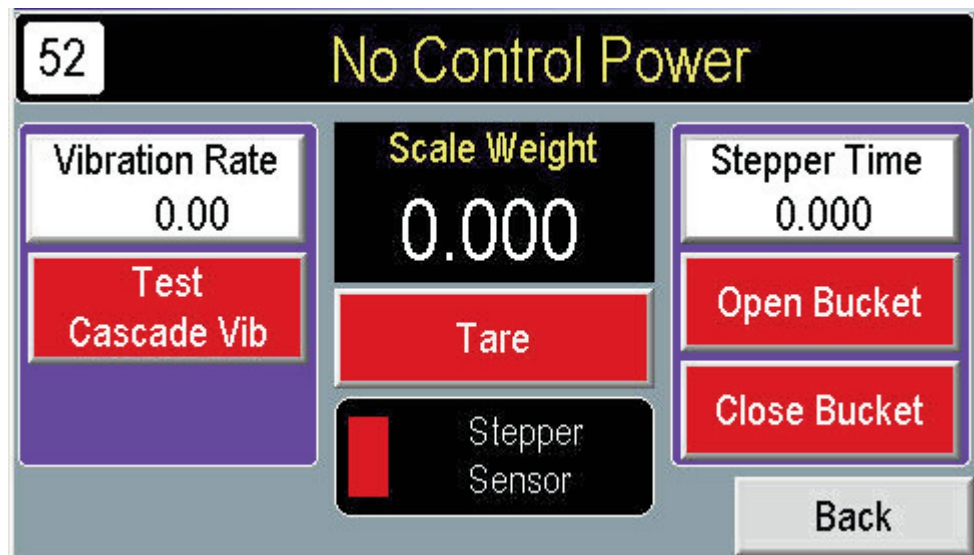 52
No Control Power
Vibration Rate
0.00
Test
Cascade Vib
Scale Weight
0.000
Tare
Stepper
Sensor
Stepper Time
0.000
Open Bucket
Close Bucket
Back